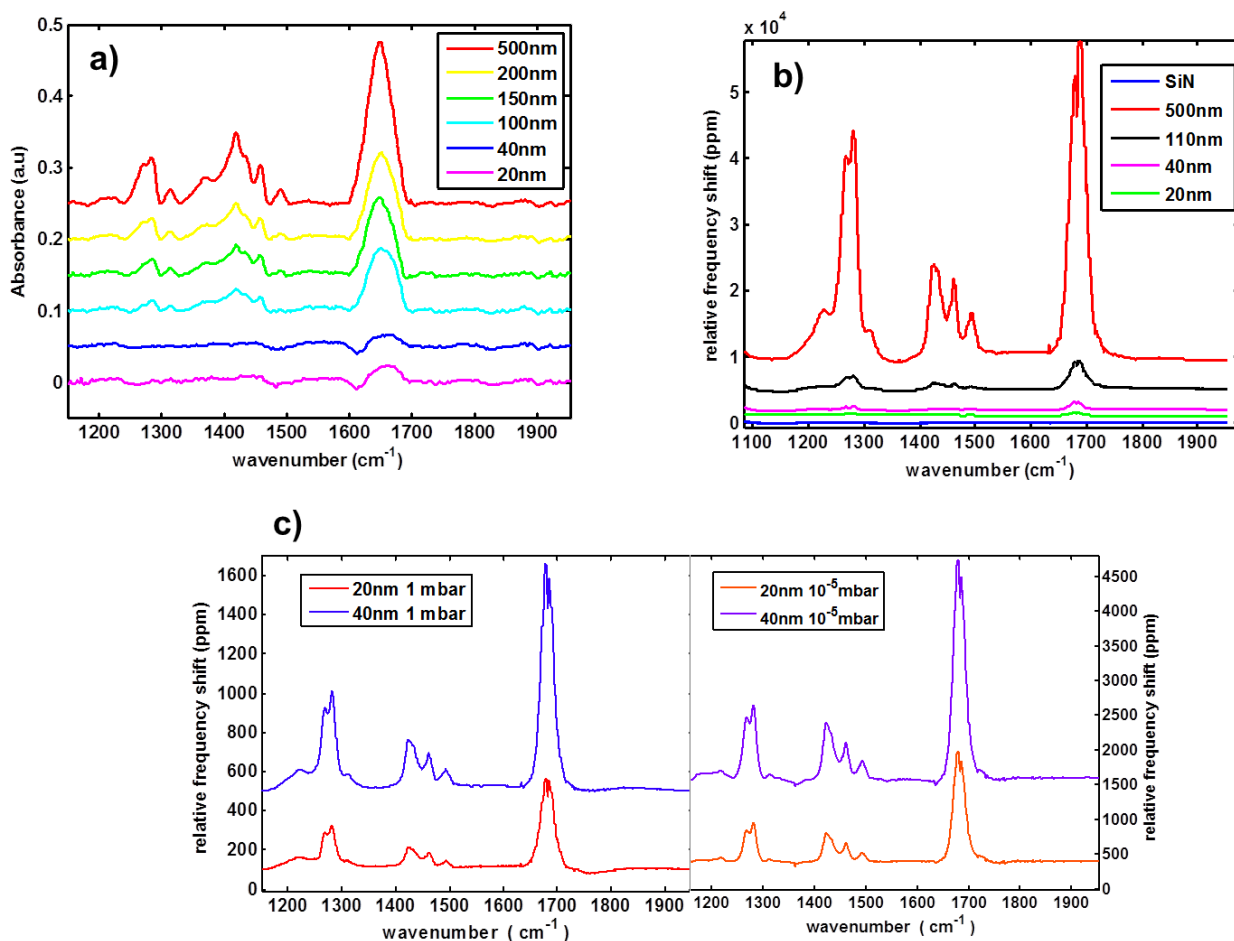 a)
Absorbance (a.u)
0.5
0.4
0.3
0.2
0.1
0
500nm
200nm
150nm
100nm
40nm
20nm
1200 1300 1400 1500 1600 1700 1800 1900
wavenumber (cm⁻¹)
b)
x 10⁴
relative frequency shift (ppm)
5
4
3
2
1
0
SiN
500nm
110nm
40nm
20nm
1100 1200 1300 1400 1500 1600 1700 1800 1900
wavenumber (cm⁻¹)
c)
relative frequency shift (ppm)
1600
1400
1200
1000
800
600
400
200
0
20nm 1 mbar
40nm 1 mbar
1200 1300 1400 1500 1600 1700 1800 1900
wavenumber ( cm⁻¹)
20nm 10⁻⁵mbar
40nm 10⁻⁵mbar
4500
4000
3500
3000
2500
2000
1500
1000
500
0
relative frequency shift (ppm)
1200 1300 1400 1500 1600 1700 1800 1900
wavenumber ( cm⁻¹)